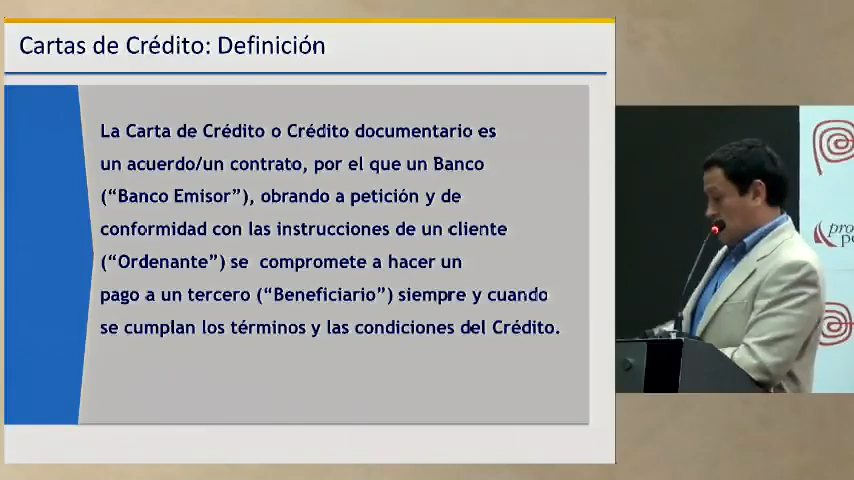 Cartas de Crédito: Definición
La Carta de Crédito o Crédito documentario es
un acuerdo/un contrato, por el que un Banco
(“Banco Emisor”), obrando a petición y de
conformidad con las instrucciones de un cliente
(“Ordenante”) se compromete a hacer un
pago a un tercero (“Beneficiario”) siempre y cuando
se cumplan los términos y las condiciones del Crédito.